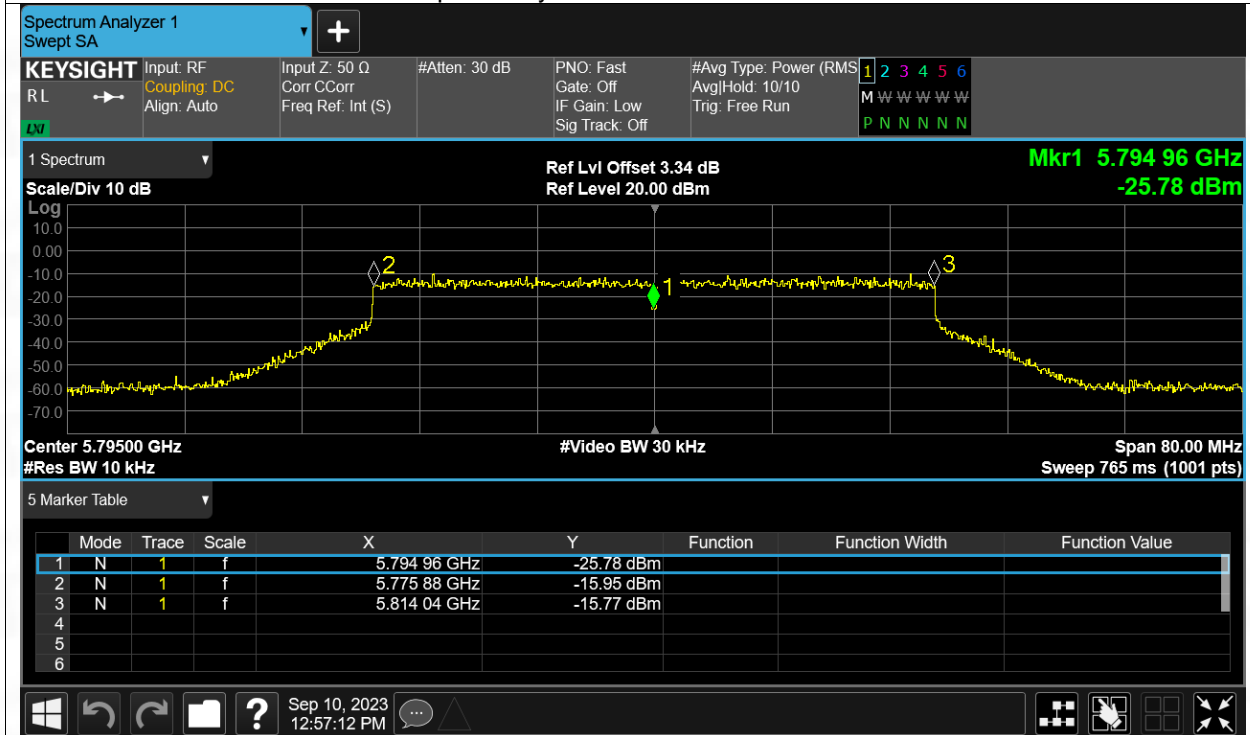 Spectrum Analyzer 1
Swept SA
+
KEYSIGHT Input: RF Input Z: 50 Ω #Atten: 30 dB PNO: Fast #Avg Type: Power (RMS 1 2 3 4 5 6
RL Coupling: DC Corr CCorr Gate: Off Avg|Hold: 10/10 M W W W W W
Align: Auto Freq Ref: Int (S) IF Gain: Low Trig: Free Run
LXI Sig Track: Off P N N N N N
1 Spectrum Ref Lvl Offset 3.34 dB Mkr1 5.794 96 GHz
Scale/Div 10 dB Ref Level 20.00 dBm -25.78 dBm
Log
10.0
0.00
-10.0
-20.0
-30.0
-40.0
-50.0
-60.0
-70.0
2 1 3
Center 5.79500 GHz #Video BW 30 kHz Span 80.00 MHz
#Res BW 10 kHz Sweep 765 ms (1001 pts)
5 Marker Table
Mode Trace Scale X Y Function Function Width Function Value
1 N 1 f 5.794 96 GHz -25.78 dBm
2 N 1 f 5.775 88 GHz -15.95 dBm
3 N 1 f 5.814 04 GHz -15.77 dBm
4
5
6
? Sep 10, 2023
12:57:12 PM